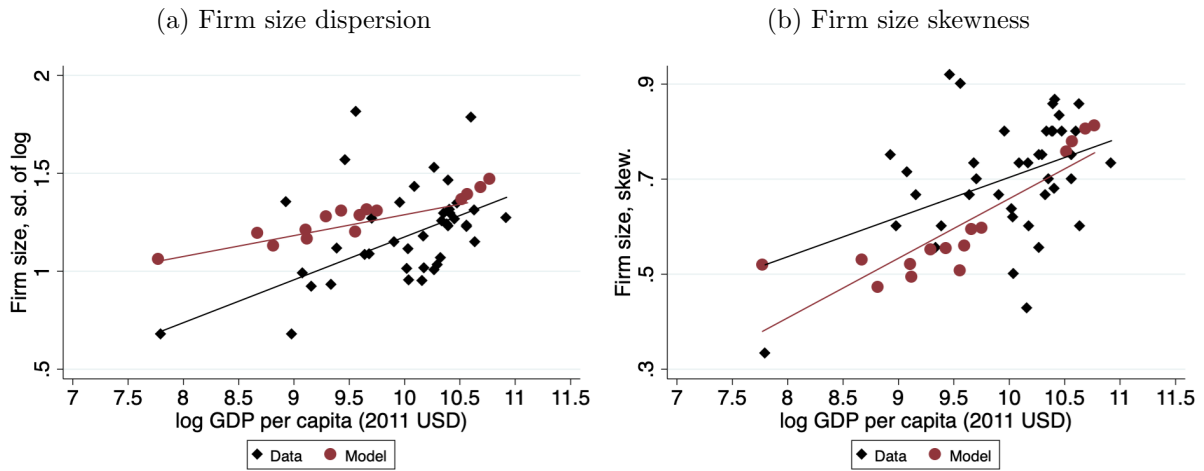 (a) Firm size dispersion
Firm size, sd. of log
2
1.5
1
.5
7 7.5 8 8.5 9 9.5 10 10.5 11 11.5
log GDP per capita (2011 USD)
Data Model
(b) Firm size skewness
Firm size, skew.
.9
.7
.5
.3
7 7.5 8 8.5 9 9.5 10 10.5 11 11.5
log GDP per capita (2011 USD)
Data Model